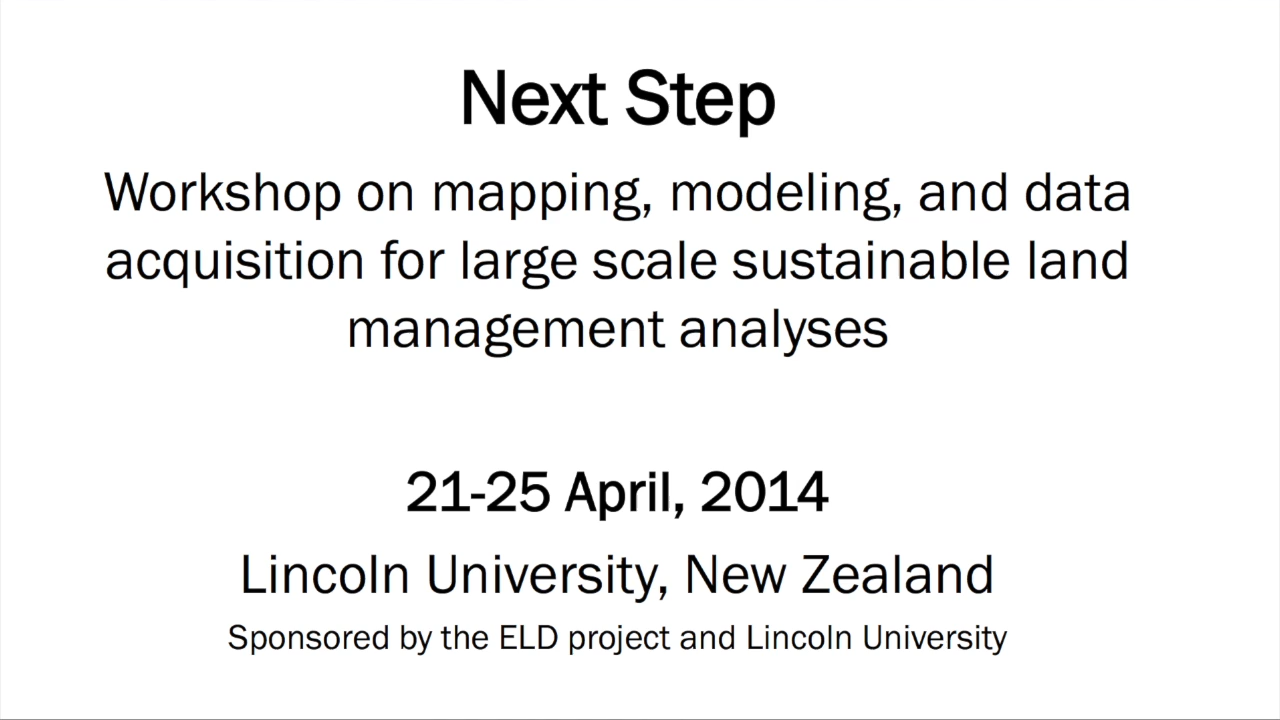 Next Step
Workshop on mapping, modeling, and data
acquisition for large scale sustainable land
management analyses
21-25 April, 2014
Lincoln University, New Zealand
Sponsored by the ELD project and Lincoln University